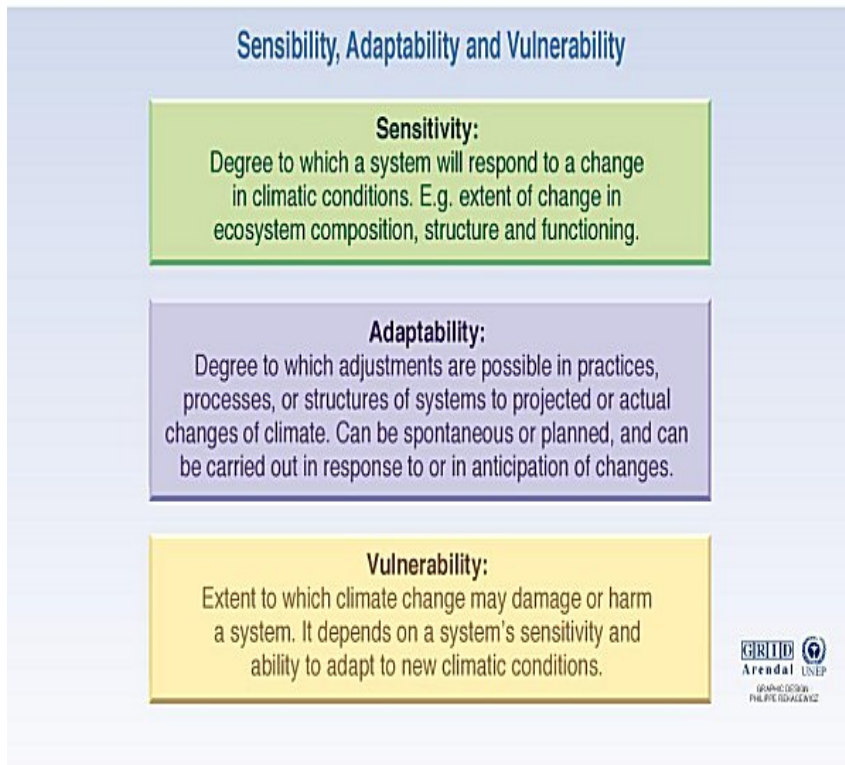 Sensibility, Adaptability and Vulnerability
Sensitivity:
Degree to which a system will respond to a change
in climatic conditions. E.g. extent of change in
ecosystem composition, structure and functioning.
Adaptability:
Degree to which adjustments are possible in practices,
processes, or structures of systems to projected or actual
changes of climate. Can be spontaneous or planned, and can
be carried out in response to or in anticipation of changes.
Vulnerability:
Extent to which climate change may damage or harm
a system. It depends on a system's sensitivity and
ability to adapt to new climatic conditions.
GRID
Arendal UNEP
GRAPHIC DESIGN
PHILIPPE REKACEWICZ